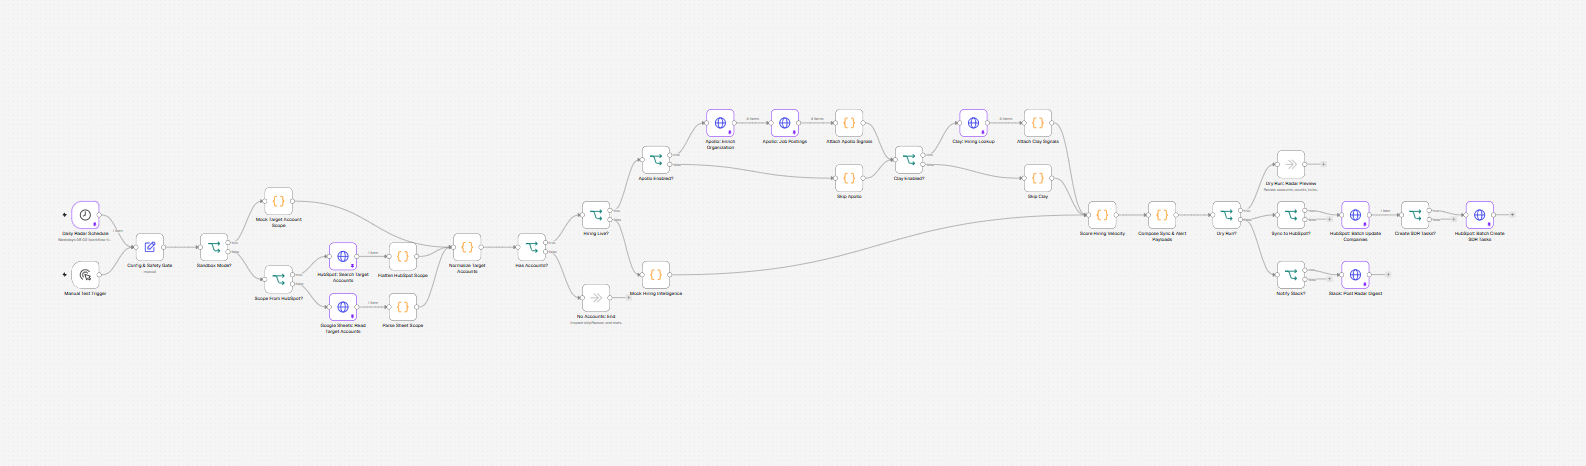 Apollo: Enrich
Organization
Apollo: Job Postings
Attach Apollo Signals
Clay: Hiring Lookup
Attach Clay Signals
Apollo Enabled?
Clay Enabled?
Skip Apollo
Skip Clay
Dry Run: Radar Preview
Mock Target Account
Scope
Daily Radar Schedule
Hiring Live?
Score Hiring Velocity
Compose Sync & Alert
Payloads
Dry Run?
Sync to HubSpot?
HubSpot: Batch Update
Companies
Create SDR Tasks?
HubSpot: Batch Create
SDR Tasks
1 item
Config & Safety Gate
manual
Sandbox Mode?
HubSpot: Search Target
Accounts
Flatten HubSpot Scope
Normalize Target
Accounts
Has Accounts?
Manual Test Trigger
Scope From HubSpot?
Mock Hiring Intelligence
Notify Slack?
Slack: Post Radar Digest
Google Sheets: Read
Target Accounts
Parse Sheet Scope
No Accounts: End